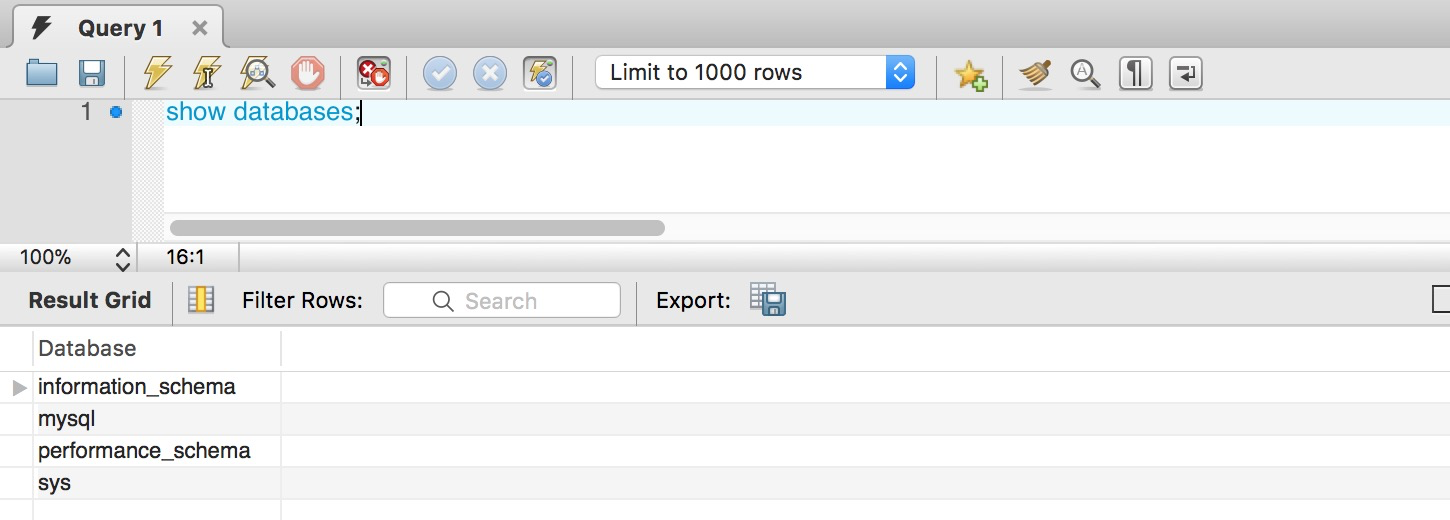 Query 1
Limit to 1000 rows
1 show databases;
100% 16:1
Result Grid Filter Rows: Search Export:
Database
information_schema
mysql
performance_schema
sys